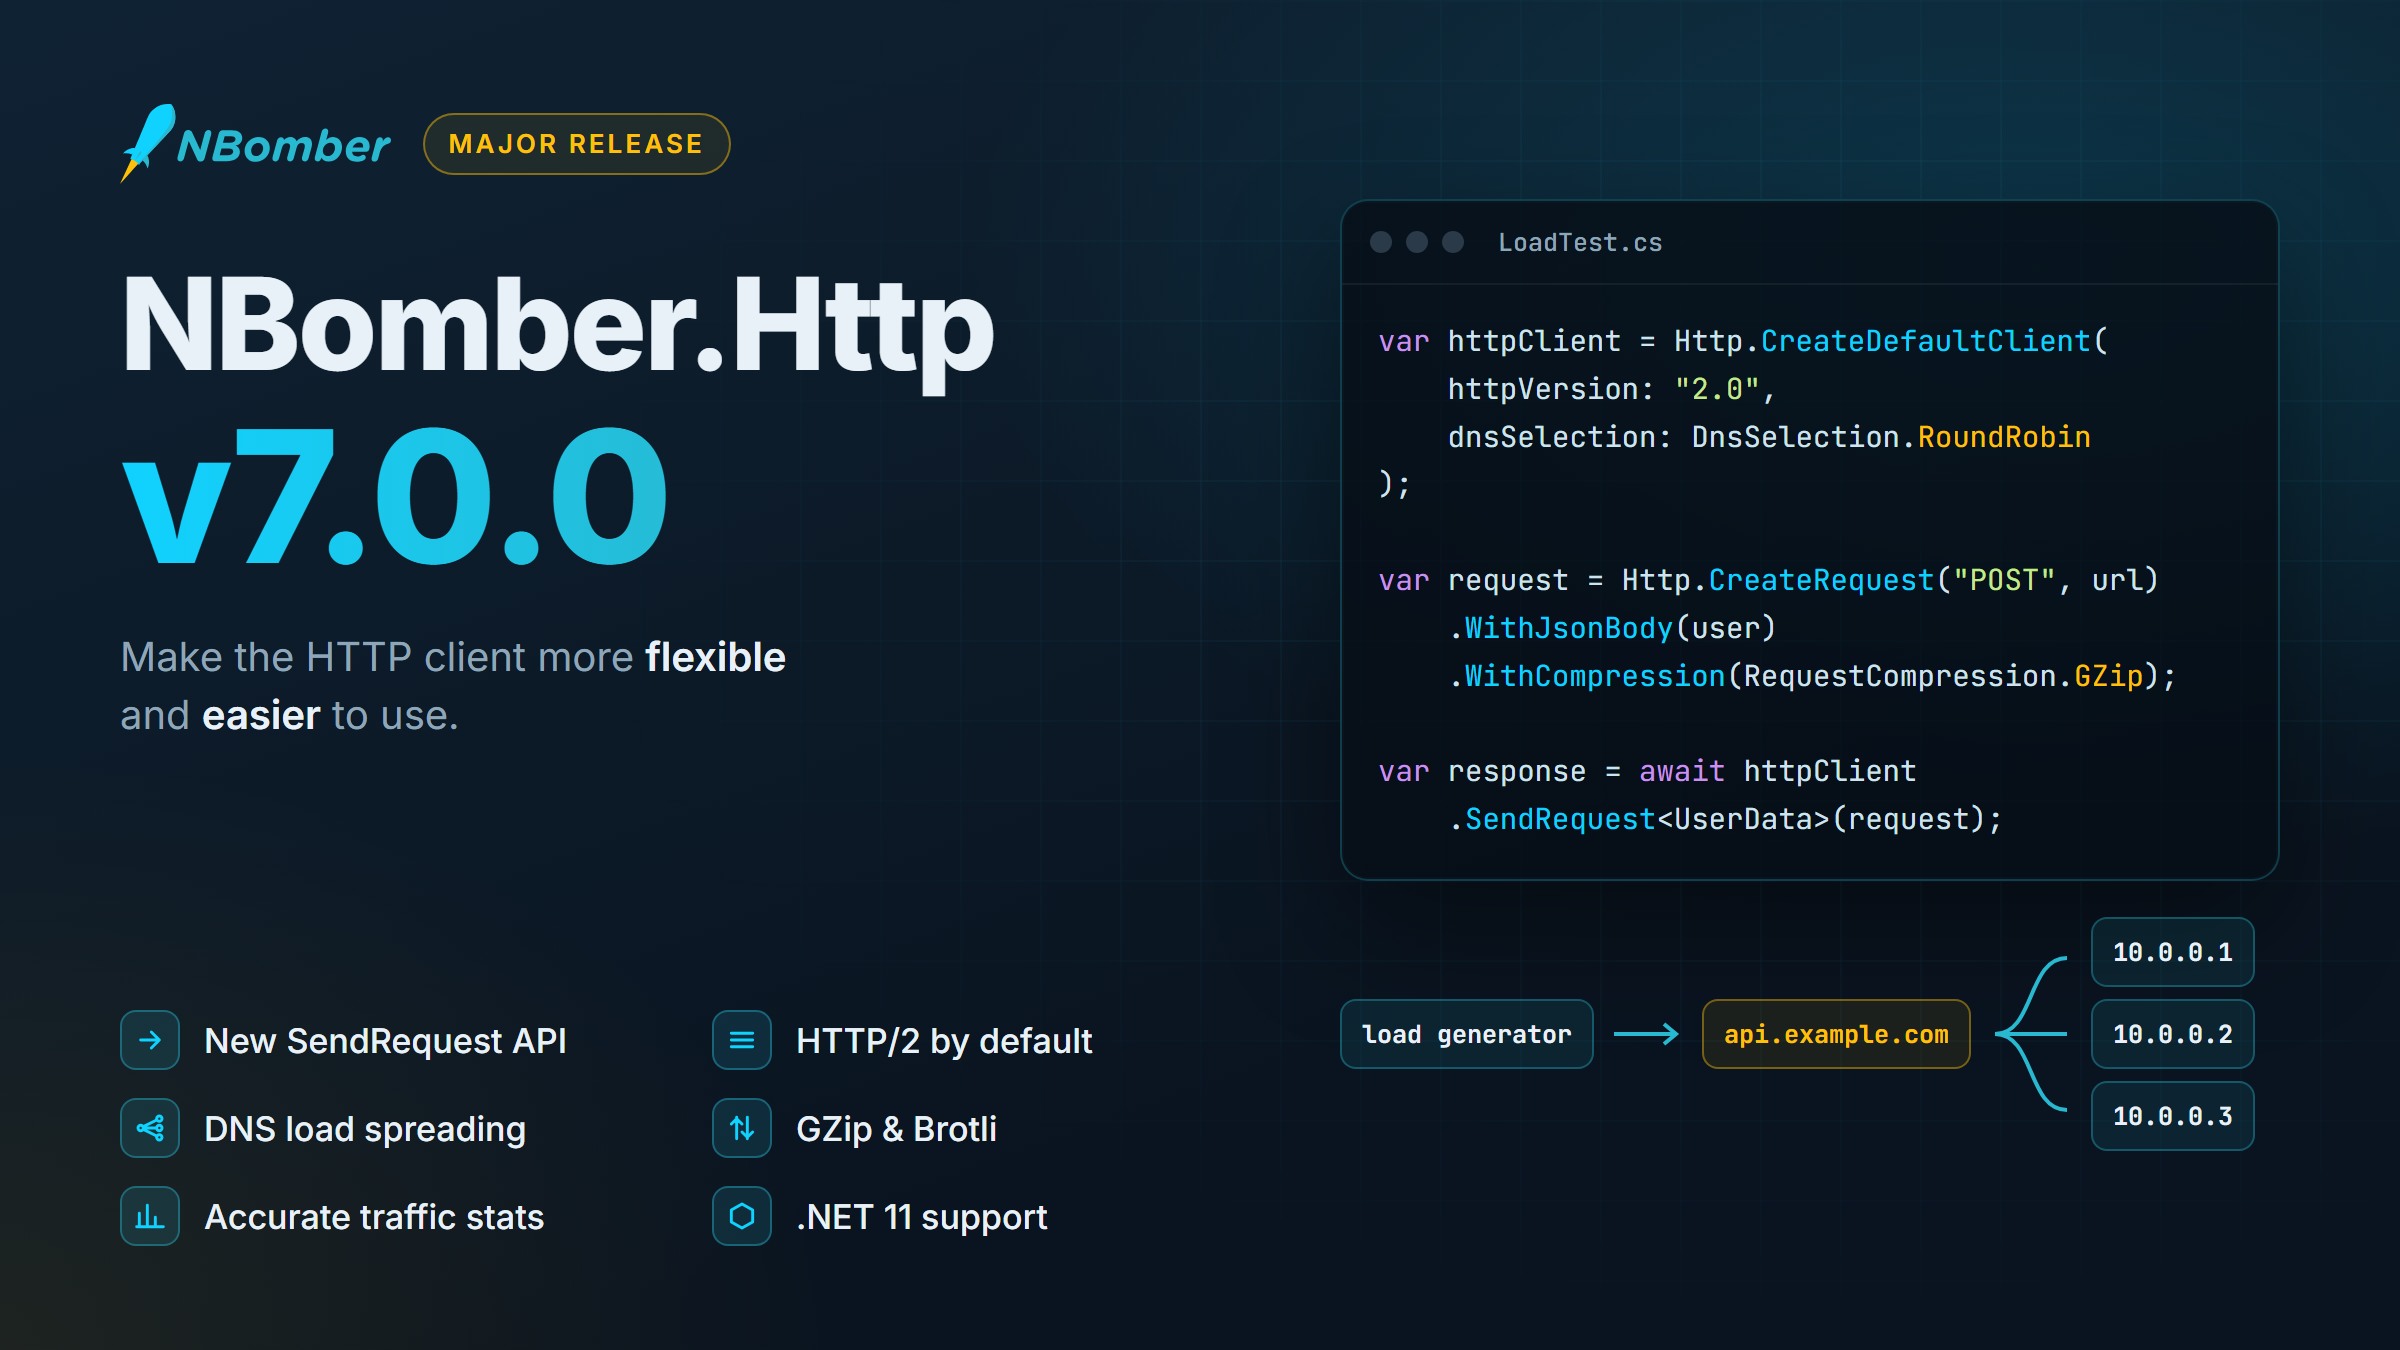 NBomber
MAJOR RELEASE
NBomber.Http
v7.0.0
Make the HTTP client more flexible
and easier to use.
New SendRequest API
HTTP/2 by default
DNS load spreading
GZip & Brotli
Accurate traffic stats
.NET 11 support
LoadTest.cs
var httpClient = Http.CreateDefaultClient(
    httpVersion: "2.0",
    dnsSelection: DnsSelection.RoundRobin
);
var request = Http.CreateRequest("POST", url)
    .WithJsonBody(user)
    .WithCompression(RequestCompression.GZip);
var response = await httpClient
    .SendRequest<UserData>(request);
load generator
api.example.com
10.0.0.1
10.0.0.2
10.0.0.3